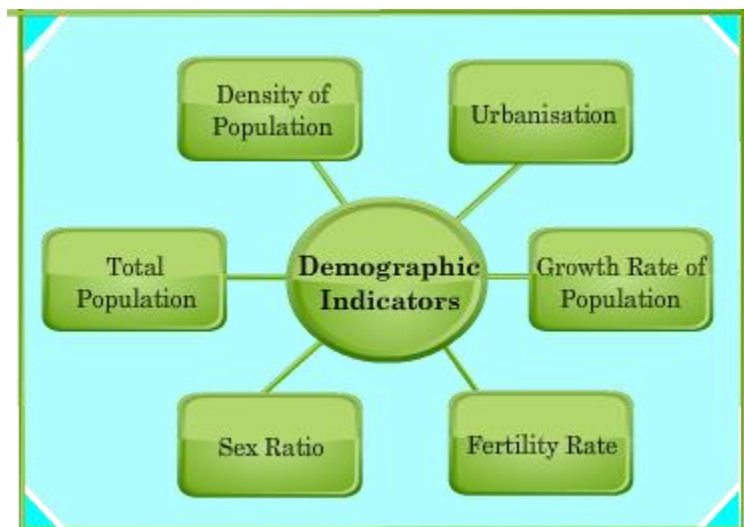 Density of
Population
Urbanisation
Total
Population
Demographic
Indicators
Growth Rate of
Population
Sex Ratio
Fertility Rate